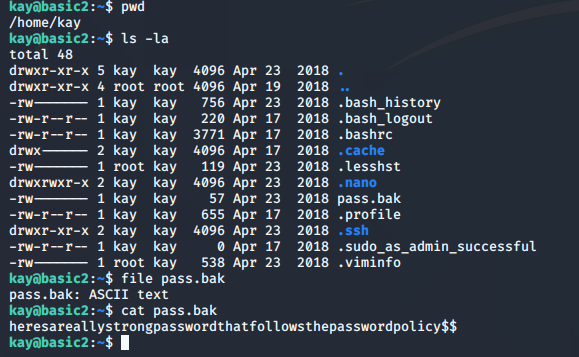 kay@basic2:~$ pwd
/home/kay
kay@basic2:~$ ls -la
total 48
drwxr-xr-x 5 kay  kay  4096 Apr 23  2018 .
drwxr-xr-x 4 root root 4096 Apr 19  2018 ..
-rw------- 1 kay  kay   756 Apr 23  2018 .bash_history
-rw-r--r-- 1 kay  kay   220 Apr 17  2018 .bash_logout
-rw-r--r-- 1 kay  kay  3771 Apr 17  2018 .bashrc
drwx------ 2 kay  kay  4096 Apr 17  2018 .cache
-rw------- 1 root kay   119 Apr 23  2018 .lesshst
drwxrwxr-x 2 kay  kay  4096 Apr 23  2018 .nano
-rw------- 1 kay  kay    57 Apr 23  2018 pass.bak
-rw-r--r-- 1 kay  kay   655 Apr 17  2018 .profile
drwxr-xr-x 2 kay  kay  4096 Apr 23  2018 .ssh
-rw-r--r-- 1 kay  kay     0 Apr 17  2018 .sudo_as_admin_successful
-rw------- 1 root kay   538 Apr 23  2018 .viminfo
kay@basic2:~$ file pass.bak
pass.bak: ASCII text
kay@basic2:~$ cat pass.bak
heresareallystrongpasswordthatfollowsthepasswordpolicy$$
kay@basic2:~$